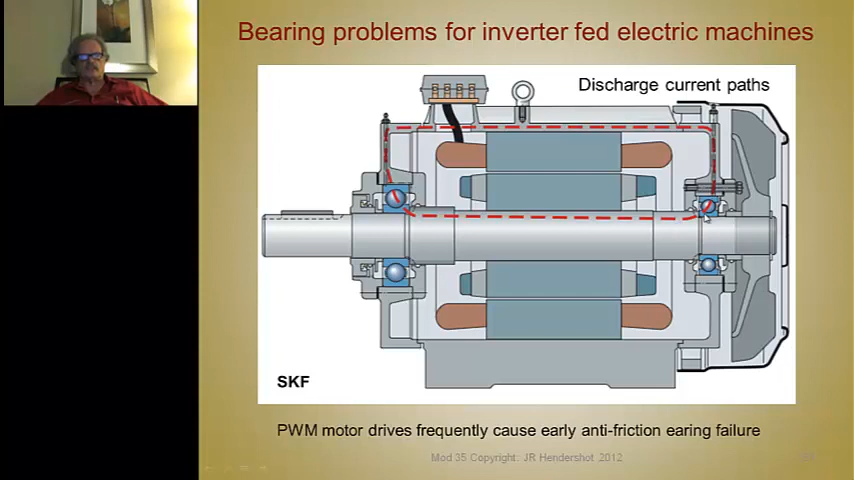 Bearing problems for inverter fed electric machines
Discharge current paths
SKF
PWM motor drives frequently cause early anti-friction earing failure
Mod 35 Copyright: JR Hendershot 2012